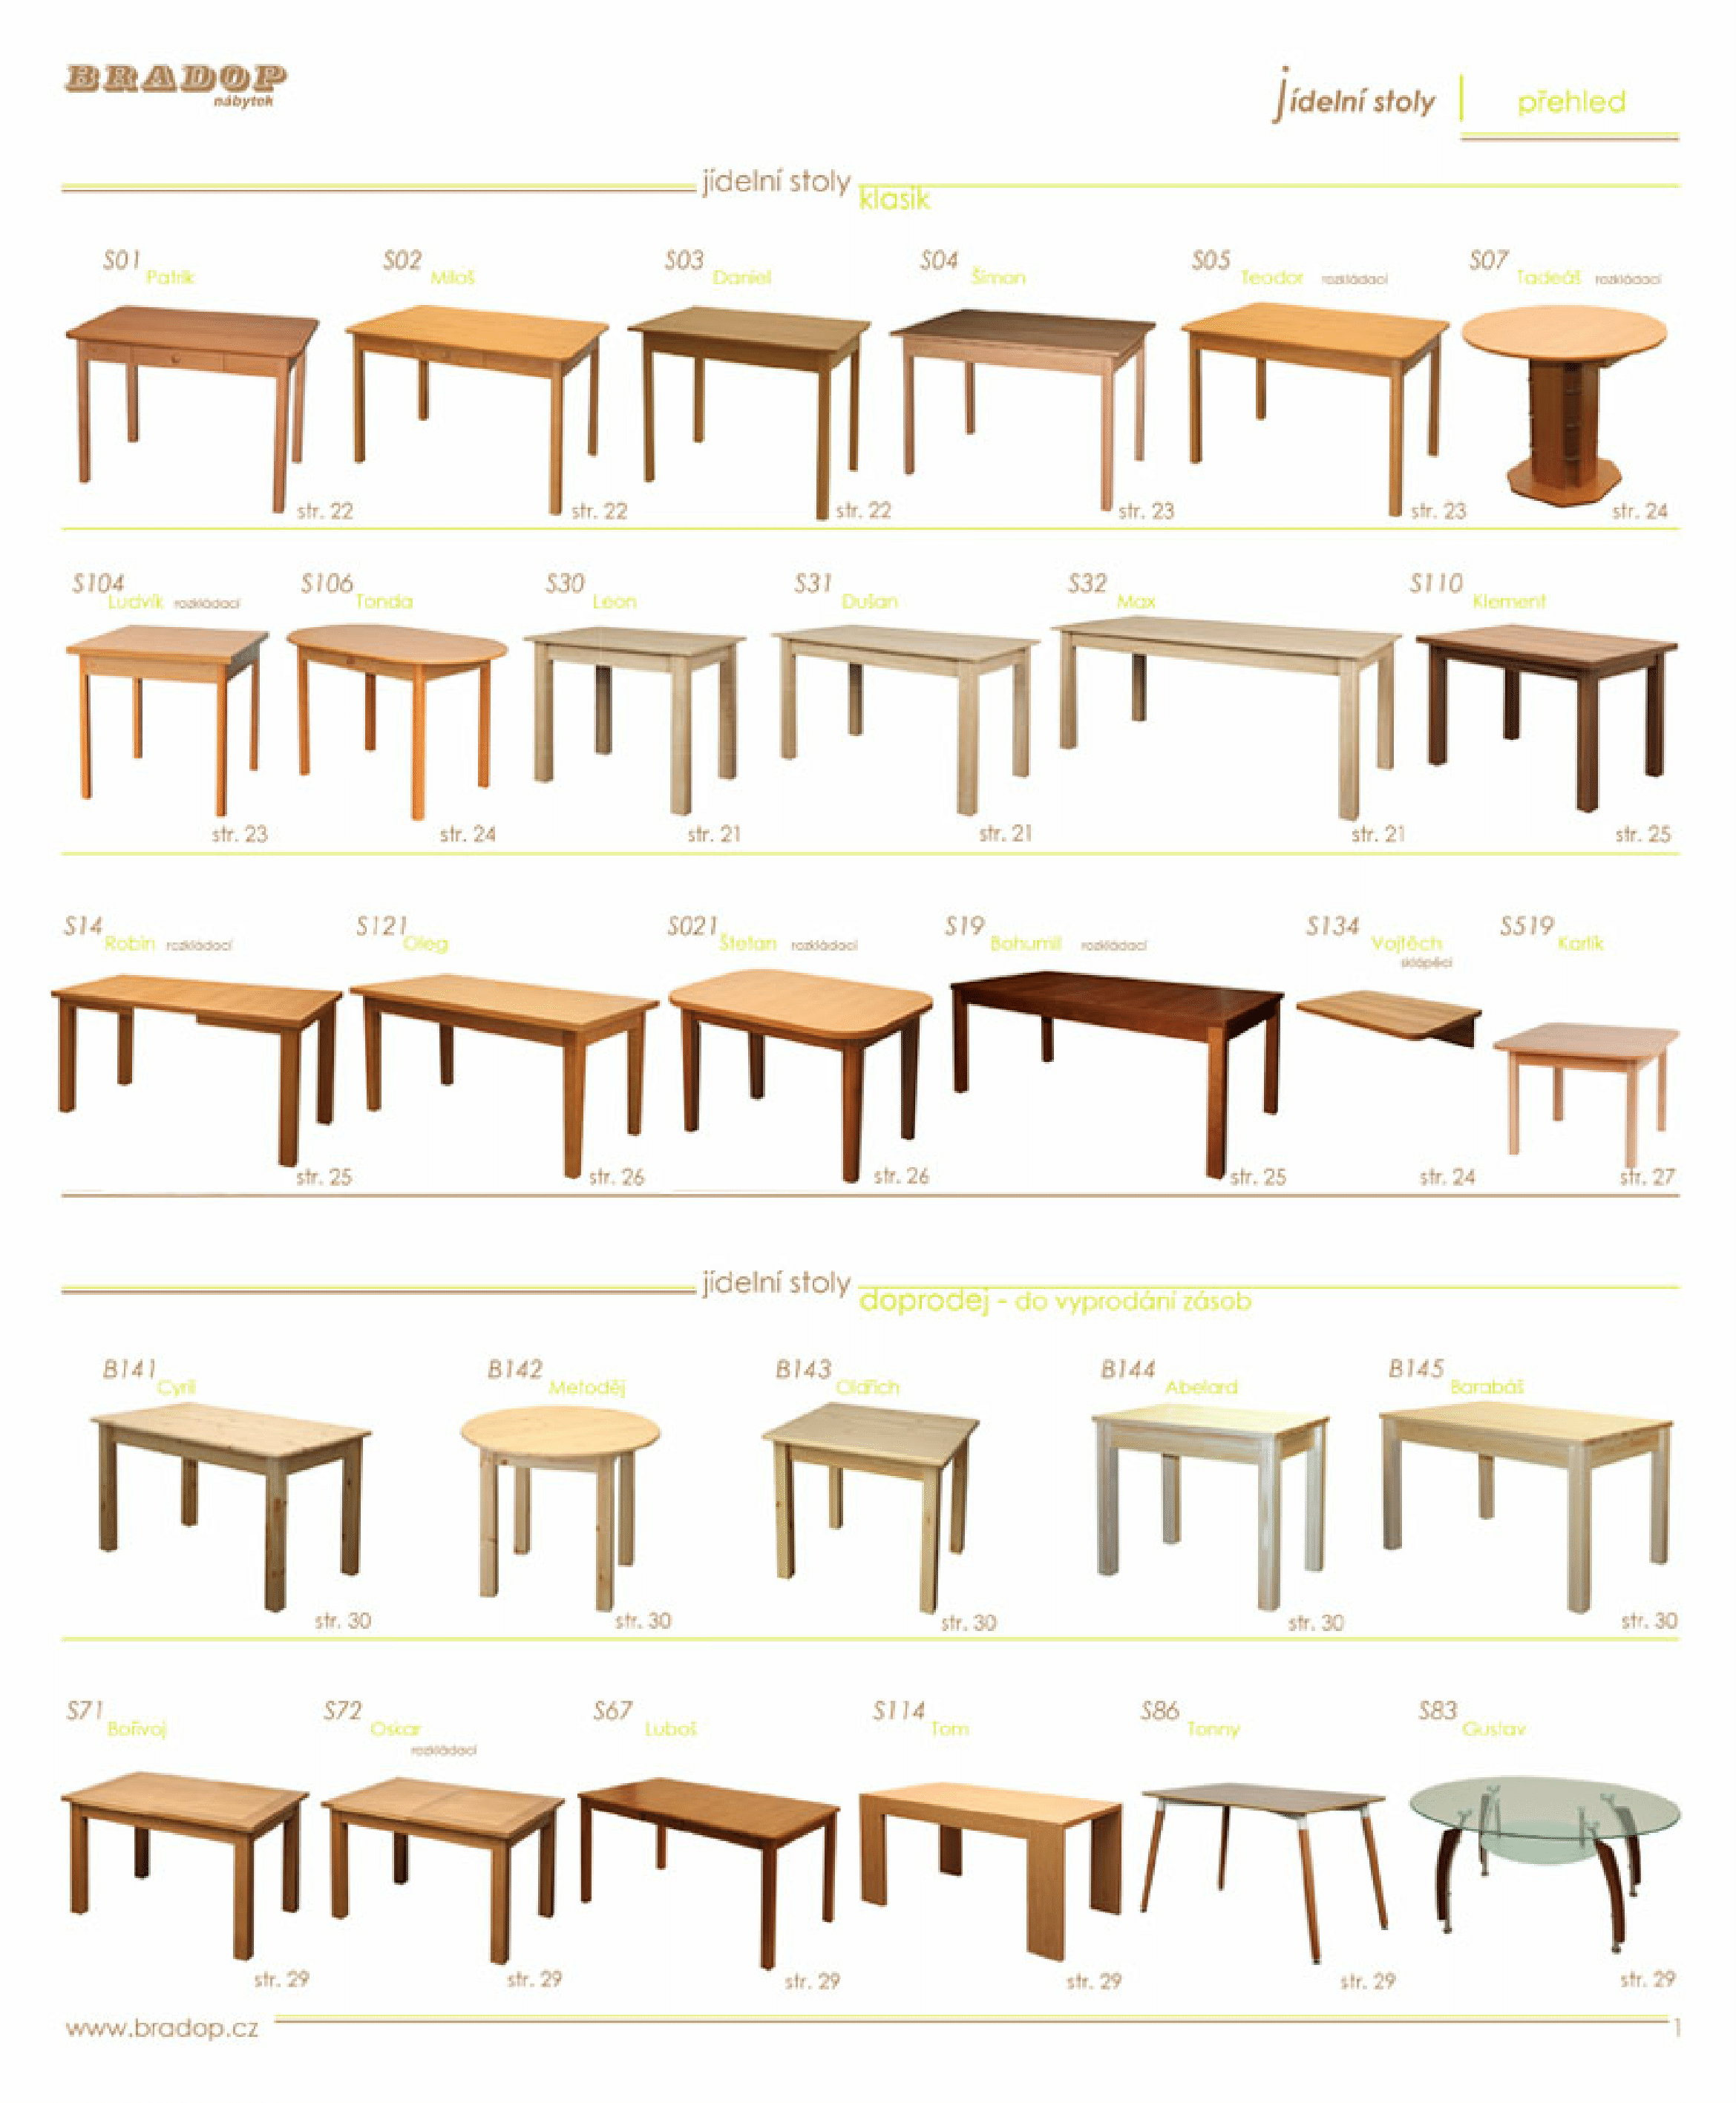 BRADOP
nábytek
jídelní stoly
přehled
jídelní stoly
klasik
S01
Patrik
S02
Miloš
S03
Daniel
S04
Šimon
S05
Teodor rozkládací
S07
Tadeáš rozkládací
str. 22
str. 22
str. 22
str. 23
str. 23
str. 24
S104
Ludvík rozkládací
S106
Tonda
S30
Leon
S31
Dušan
S32
Max
S110
Klement
str. 23
str. 24
str. 21
str. 21
str. 21
str. 25
S14
Robin rozkládací
S121
Oleg
S021
Štefan rozkládací
S19
Bohumil rozkládací
S134
Vojtěch
sklápěcí
S519
Karlík
str. 25
str. 26
str. 26
str. 25
str. 24
str. 27
jídelní stoly
doprodej - do vyprodání zásob
B141
Cyril
B142
Metoděj
B143
Oldřich
B144
Abelard
B145
Barabáš
str. 30
str. 30
str. 30
str. 30
str. 30
S71
Bořivoj
S72
Oskar
rozkládací
S67
Luboš
S114
Tom
S86
Tonny
S83
Gustav
str. 29
str. 29
str. 29
str. 29
str. 29
str. 29
www.bradop.cz
1